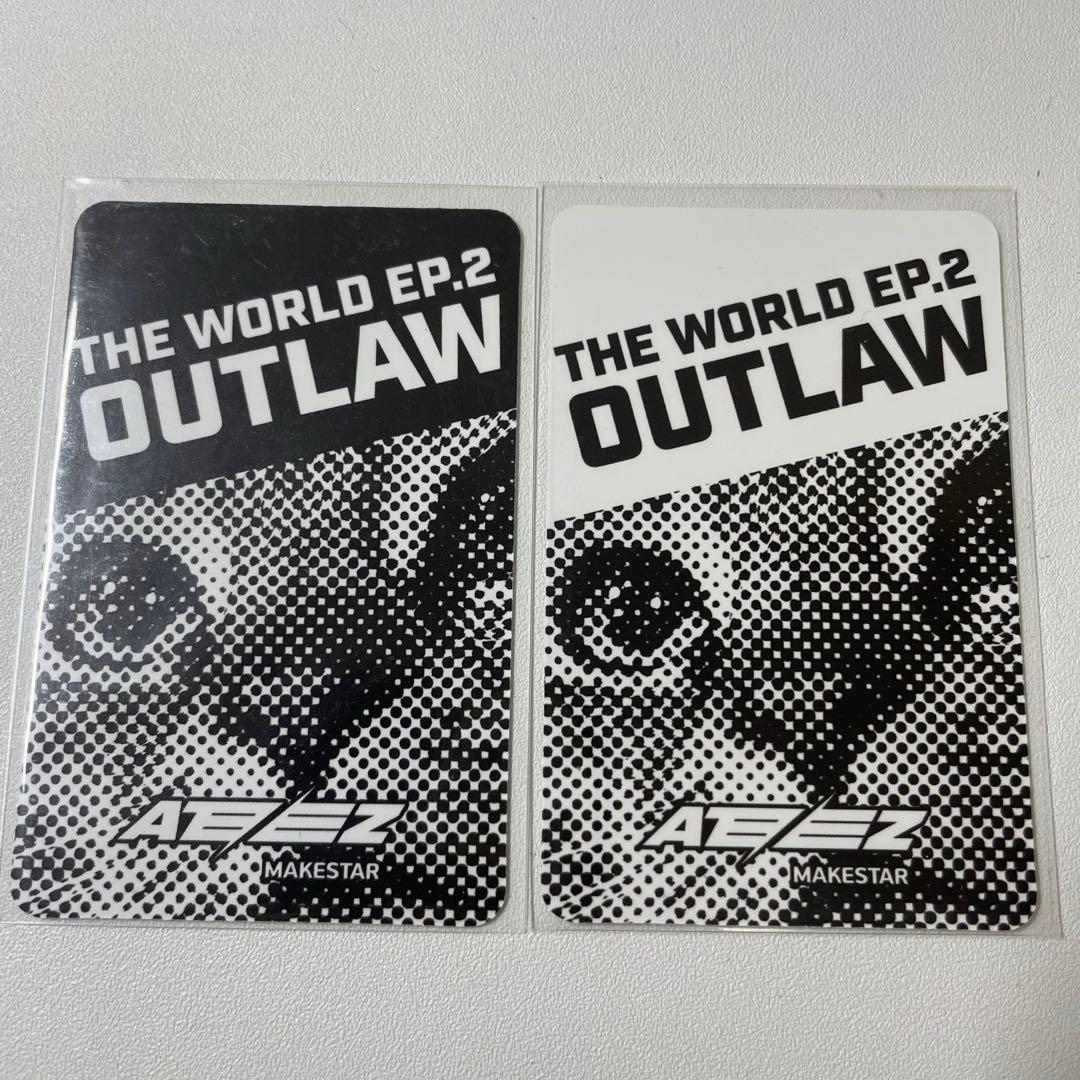 THE WORLD EP.2
OUTLAW
ATEEZ
MAKESTAR
THE WORLD EP.2
OUTLAW
ATEEZ
MAKESTAR